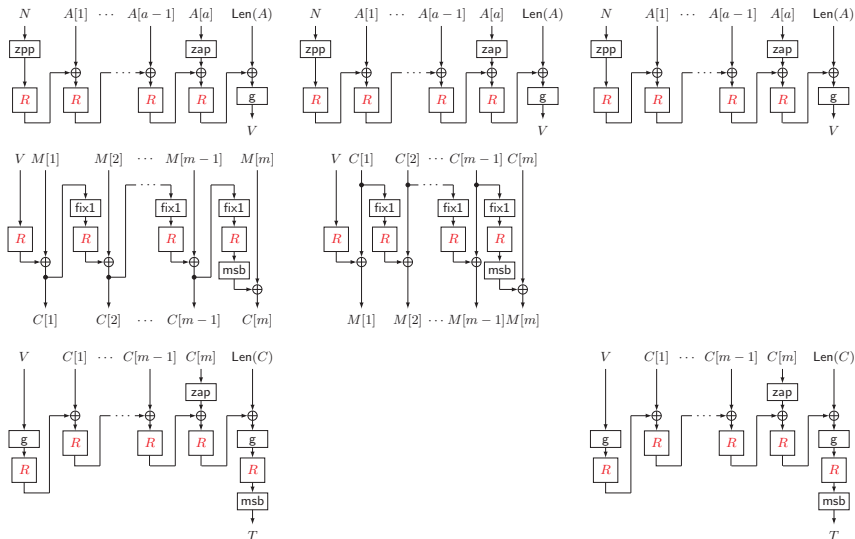 N A[1] ··· A[a−1] A[a] Len(A) N A[1] ··· A[a−1] A[a] Len(A) N A[1] ··· A[a−1] A[a] Len(A)
zpp zap zpp zap zpp zap
··· ··· ···
R R R R g R R R R g R R R R g
V V V
V M[1] M[2] ··· M[m−1] M[m] V C[1] C[2] ··· C[m−1] C[m]
··· ···
fix1 fix1 fix1 fix1 fix1 fix1
R R R R R R R R
msb msb
C[1] C[2] ··· C[m−1] C[m] M[1] M[2] ··· M[m−1] M[m]
V C[1] ··· C[m−1] C[m] Len(C) V C[1] ··· C[m−1] C[m] Len(C)
zap zap
··· ···
g R R R g g R R R g
R R R R
msb msb
T T